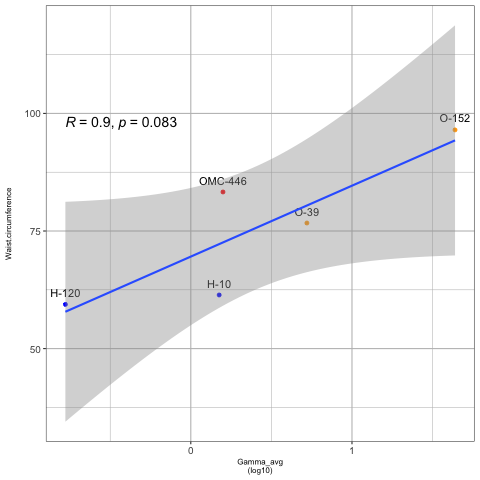 R = 0.9, p = 0.083
O-152
OMC-446
O-39
H-10
H-120
100
75
50
0
1
Waist.circumference
Gamma_avg
(log10)